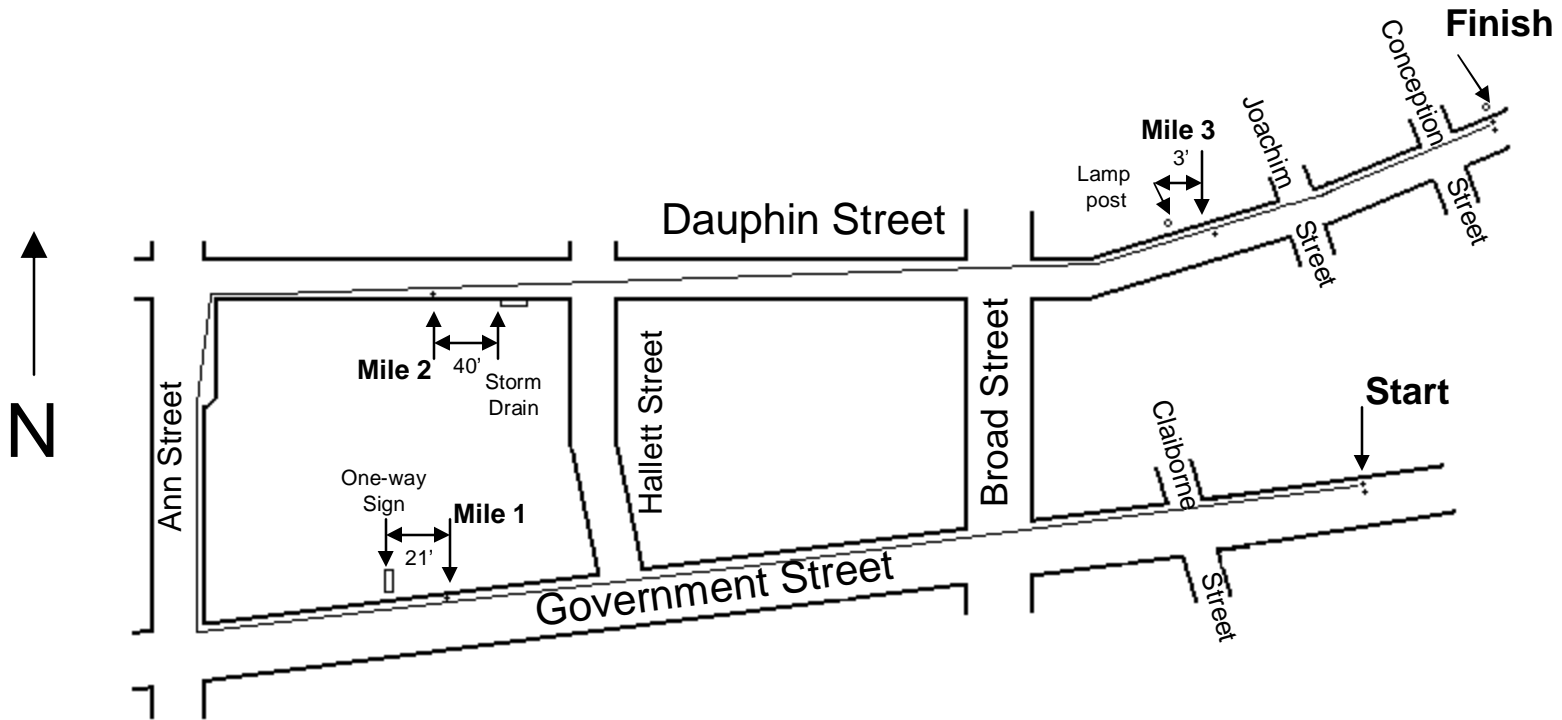 Finish
Conception
Street
Joachim
Street
Mile 3
3’
Lamp
post
Dauphin Street
N
Mile 2
40’
Storm
Drain
Ann Street
Hallett Street
Broad Street
Start
Claiborne
Street
One-way
Sign
Mile 1
21’
Government Street